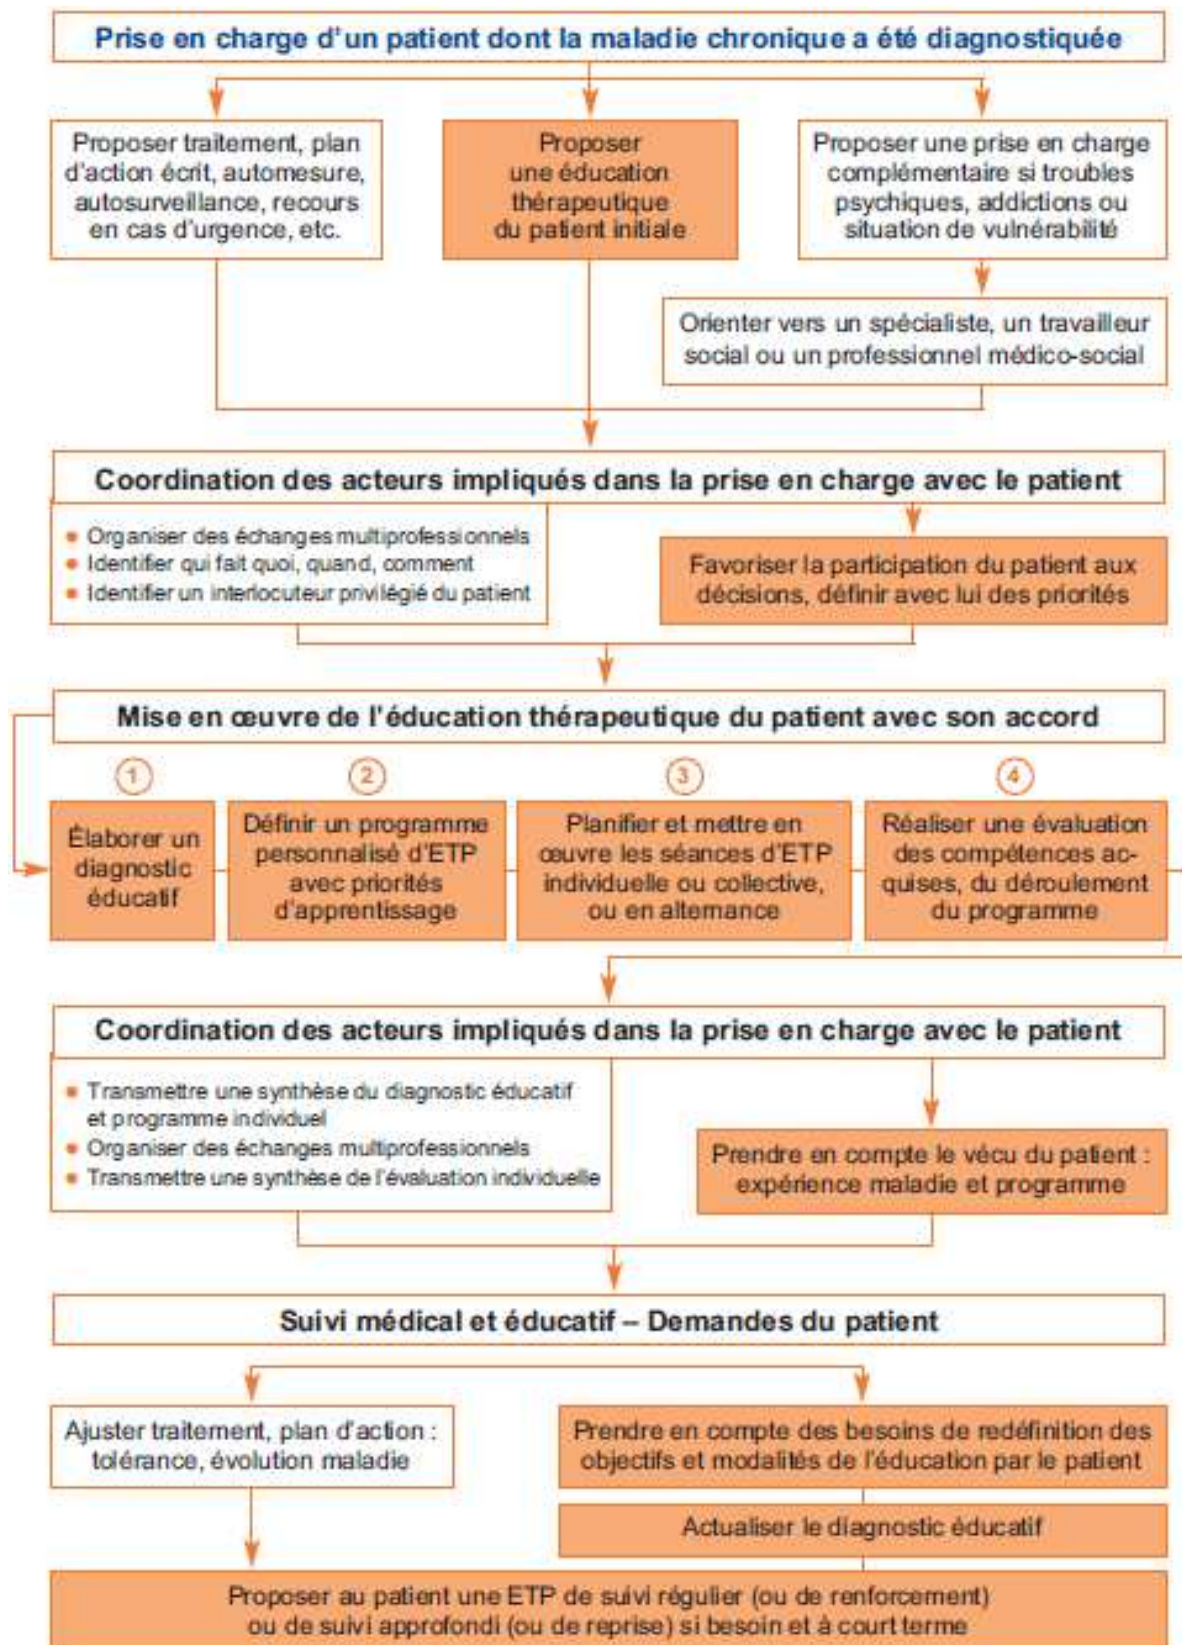 Prise en charge d'un patient dont la maladie chronique a été diagnostiquée
Proposer traitement, plan
d'action écrit, automesure,
autosurveillance, recours
en cas d'urgence, etc.
Proposer
une éducation
thérapeutique
du patient initiale
Proposer une prise en charge
complémentaire si troubles
psychiques, addictions ou
situation de vulnérabilité
Orienter vers un spécialiste, un travailleur
social ou un professionnel médico-social
Coordination des acteurs impliqués dans la prise en charge avec le patient
• Organiser des échanges multiprofessionnels
• Identifier qui fait quoi, quand, comment
• Identifier un interlocuteur privilégié du patient
Favoriser la participation du patient aux
décisions, définir avec lui des priorités
Mise en œuvre de l'éducation thérapeutique du patient avec son accord
1
Élaborer un
diagnostic
éducatif
2
Définir un programme
personnalisé d'ETP
avec priorités
d'apprentissage
3
Planifier et mettre en
œuvre les séances d'ETP
individuelle ou collective,
ou en alternance
4
Réaliser une évaluation
des compétences ac-
quises, du déroulement
du programme
Coordination des acteurs impliqués dans la prise en charge avec le patient
• Transmettre une synthèse du diagnostic éducatif
et programme individuel
• Organiser des échanges multiprofessionnels
• Transmettre une synthèse de l'évaluation individuelle
Prendre en compte le vécu du patient :
expérience maladie et programme
Suivi médical et éducatif – Demandes du patient
Ajuster traitement, plan d'action :
tolérance, évolution maladie
Prendre en compte des besoins de redéfinition des
objectifs et modalités de l'éducation par le patient
Actualiser le diagnostic éducatif
Proposer au patient une ETP de suivi régulier (ou de renforcement)
ou de suivi approfondi (ou de reprise) si besoin et à court terme